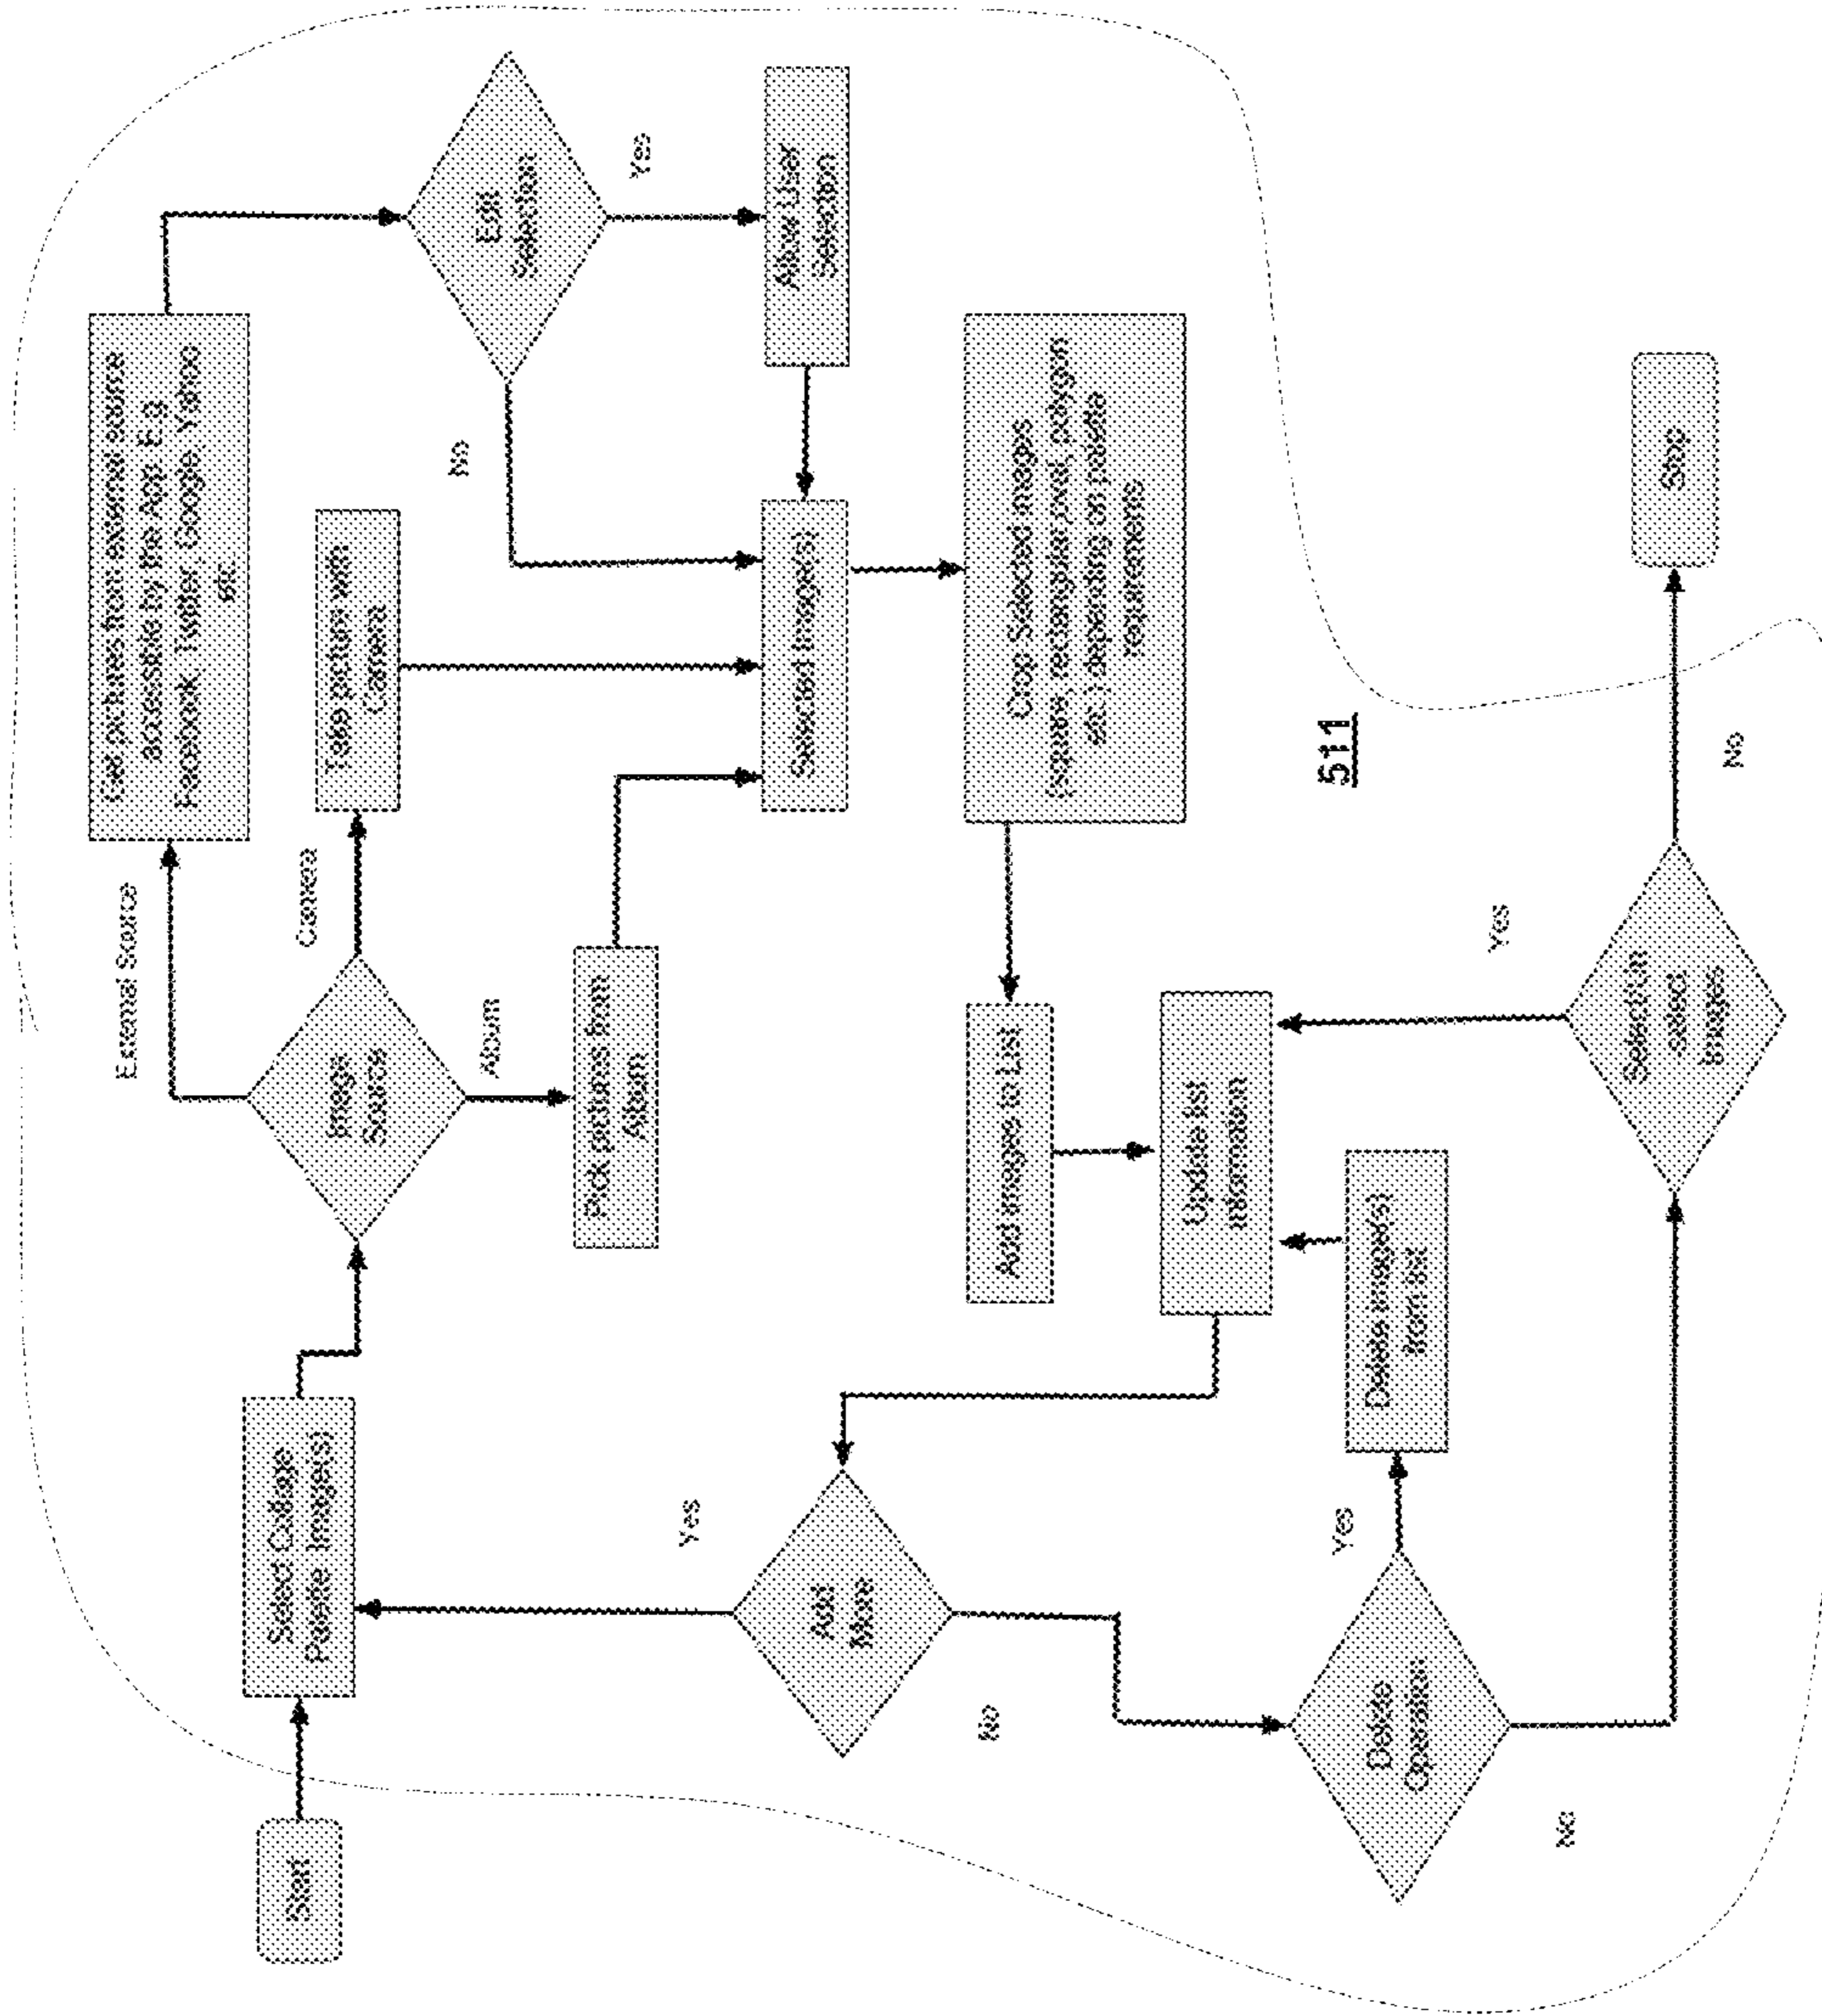 Start
Select Collage
Palette Image(s)
Image
Source
External Source
Get pictures from external source
accessible by the App. E.g
Facebook, Twitter, Google, Yahoo
etc
Camera
Take picture with
Camera
Album
Pick pictures from
Album
Edit
Selection
No
Yes
Allow User
Selection
Selected Image(s)
Crop Selected images
(square, rectangular, oval, polygon
etc.) depending on palette
requirements
Add images to List
Update list
information
Add
More
Yes
No
Delete
Operation
Yes
Delete Image(s)
from list
No
Selection
select
Images
Yes
No
Stop
511